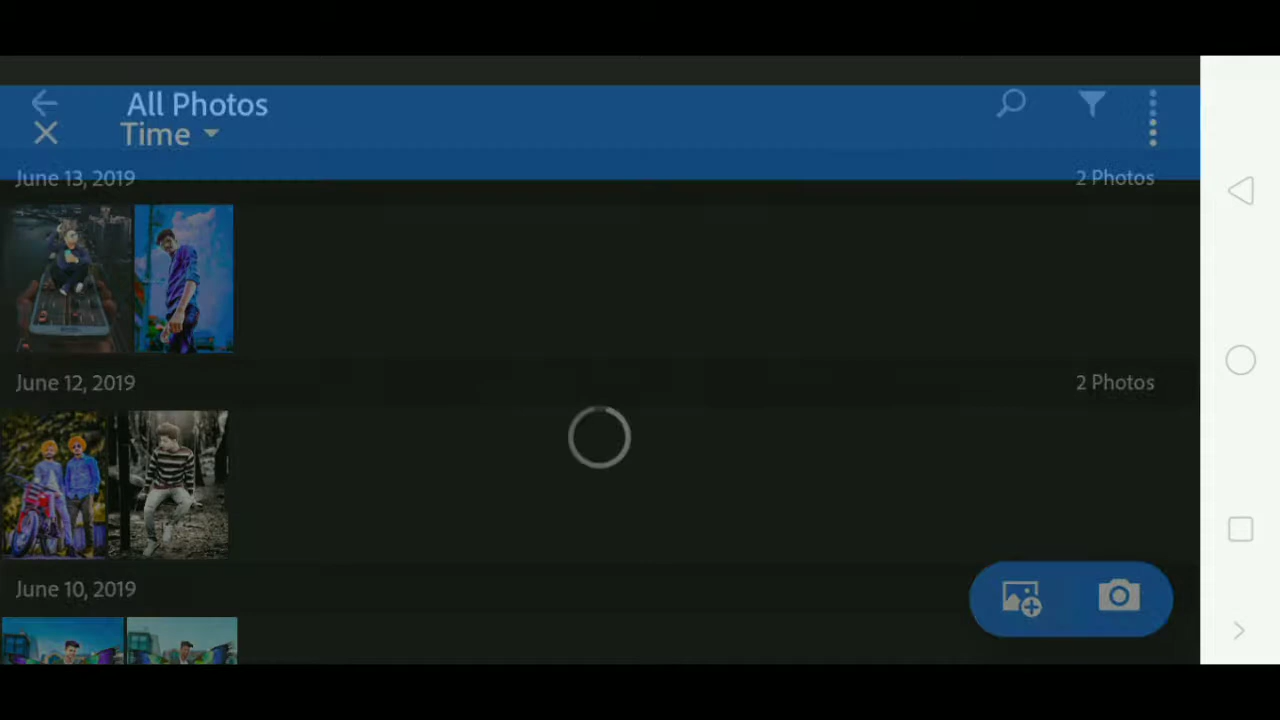 All Photos
Time
June 13, 2019
2 Photos
June 12, 2019
2 Photos
June 10, 2019